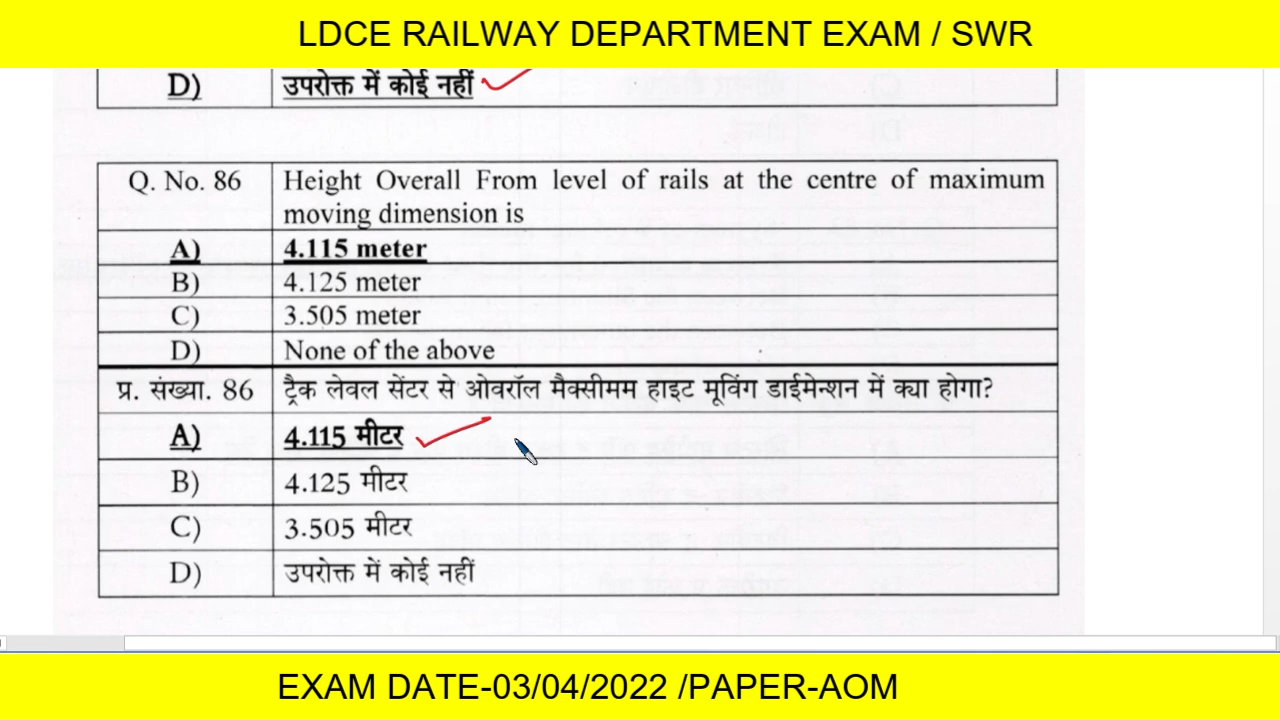 LDCE RAILWAY DEPARTMENT EXAM / SWR
D) उपरोक्त में कोई नहीं
Q. No. 86 Height Overall From level of rails at the centre of maximum
moving dimension is
A) 4.115 meter
B) 4.125 meter
C) 3.505 meter
D) None of the above
प्र. संख्या. 86 ट्रैक लेवल सेंटर से ओवरॉल मैक्सीमम हाइट मूविंग डाईमेन्शन में क्या होगा?
A) 4.115 मीटर
B) 4.125 मीटर
C) 3.505 मीटर
D) उपरोक्त में कोई नहीं
EXAM DATE-03/04/2022 /PAPER-AOM